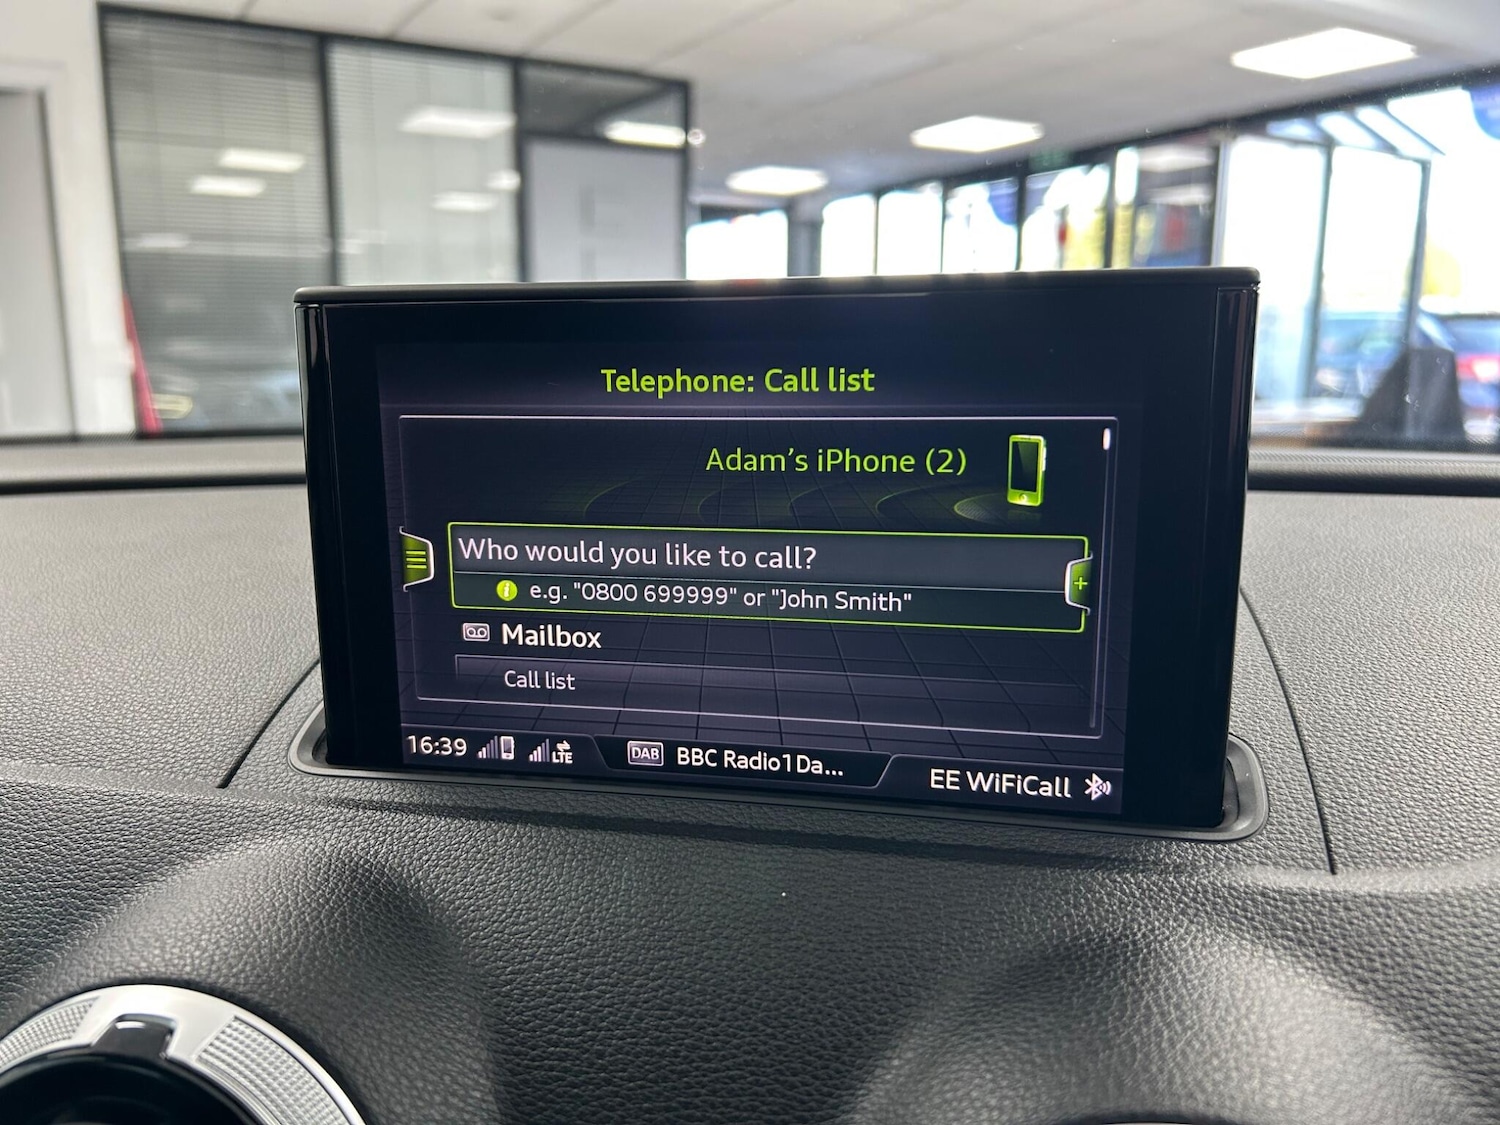 Telephone: Call list
Adam's iPhone (2)
Who would you like to call?
e.g. "0800 699999" or "John Smith"
Mailbox
Call list
16:39 LTE DAB BBC Radio1Da... EE WiFiCall